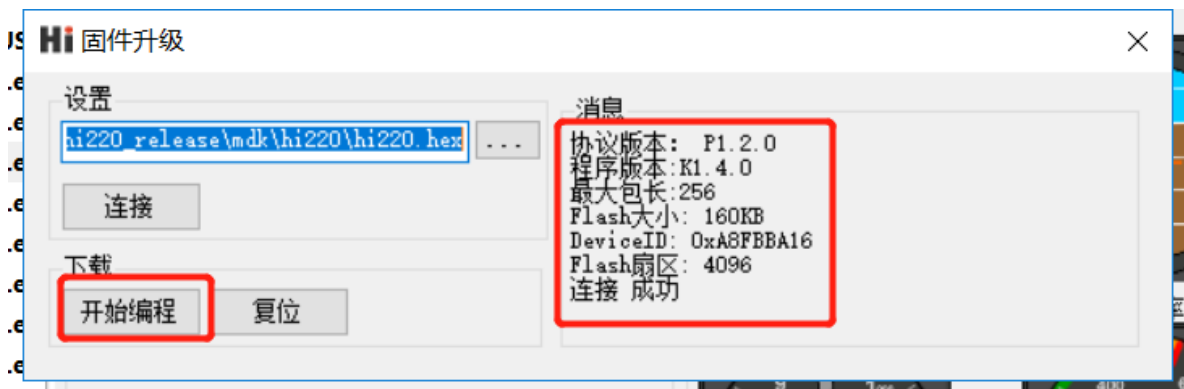 Hi 固件升级
设置
hi220_release\mdk\hi220\hi220.hex
...
连接
下载
开始编程
复位
消息
协议版本: P1.2.0
程序版本:K1.4.0
最大包长:256
Flash大小: 160KB
DeviceID: 0xA8FBBA16
Flash扇区: 4096
连接 成功
400